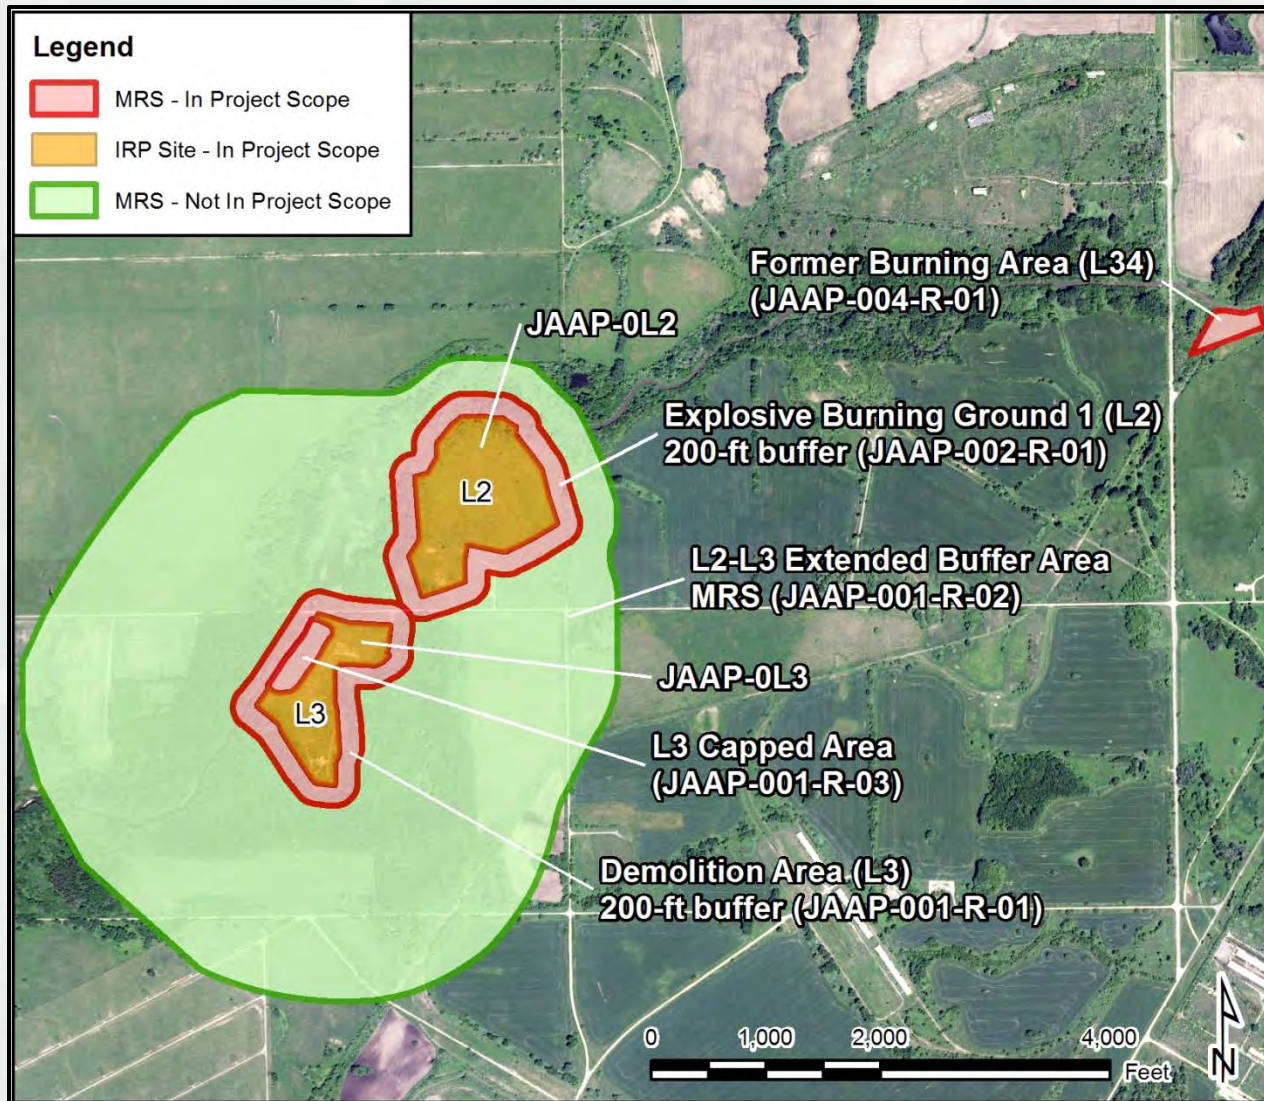 Legend
MRS - In Project Scope
IRP Site - In Project Scope
MRS - Not In Project Scope
Former Burning Area (L34)
(JAAP-004-R-01)
JAAP-0L2
Explosive Burning Ground 1 (L2)
200-ft buffer (JAAP-002-R-01)
L2
L2-L3 Extended Buffer Area
MRS (JAAP-001-R-02)
JAAP-0L3
L3
L3 Capped Area
(JAAP-001-R-03)
Demolition Area (L3)
200-ft buffer (JAAP-001-R-01)
0 1,000 2,000 4,000
Feet
N